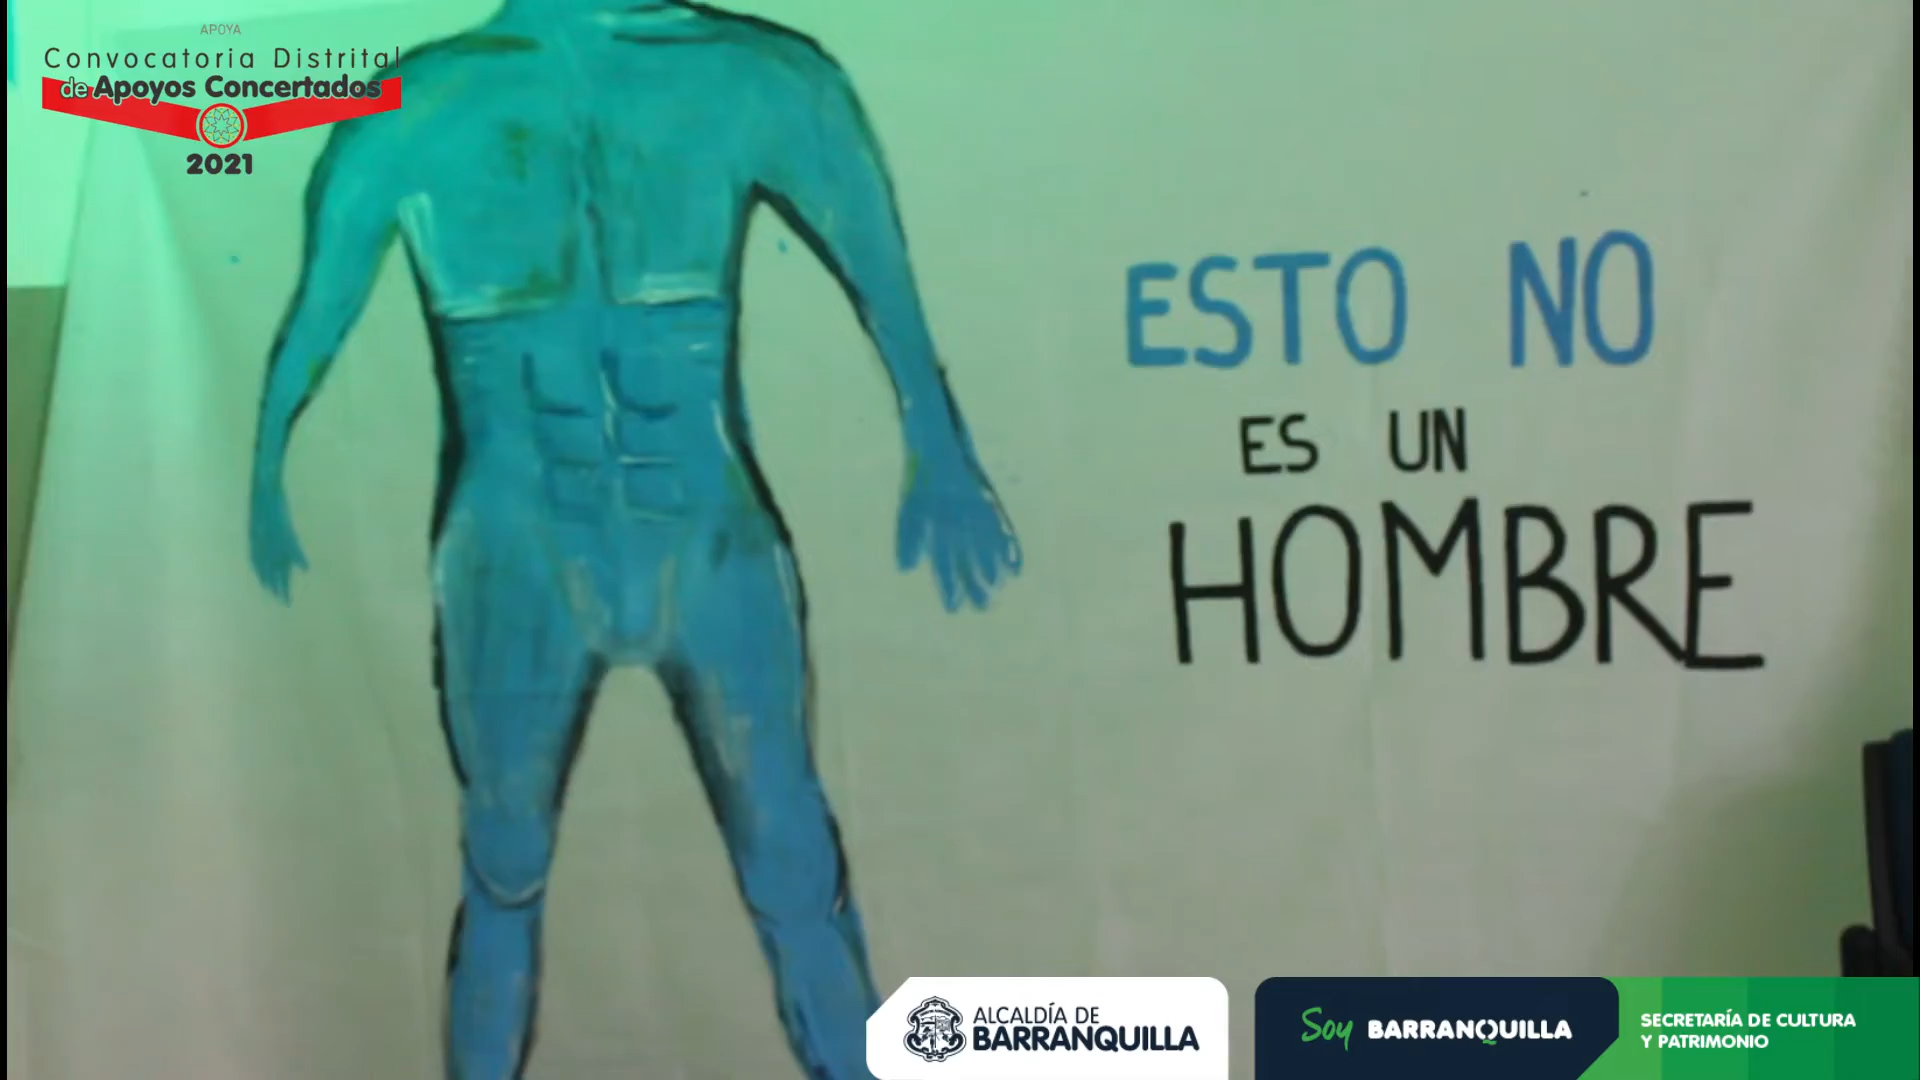 APOYA
Convocatoria Distrital
de Apoyos Concertados
2021
ESTO NO
ES UN
HOMBRE
ALCALDÍA DE
BARRANQUILLA
Soy BARRANQUILLA
SECRETARÍA DE CULTURA
Y PATRIMONIO